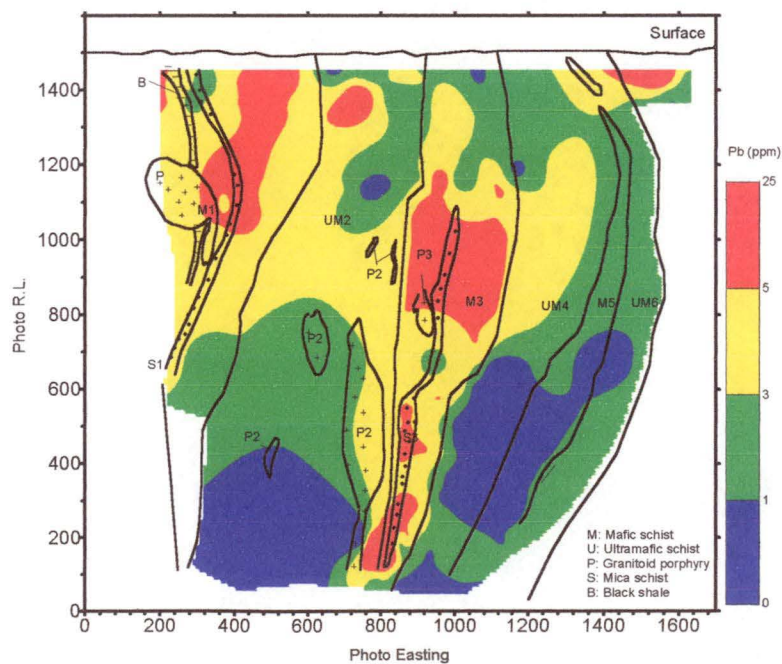 Surface
B
P
M1
UM2
P2
P3
M3
UM4
M5
UM6
P2
S1
P2
P2
S3
M: Mafic schist
U: Ultramafic schist
P: Granitoid porphyry
S: Mica schist
B: Black shale
Photo R.L.
1400
1200
1000
800
600
400
200
0
0 200 400 600 800 1000 1200 1400 1600
Photo Easting
Pb (ppm)
25
5
3
1
0